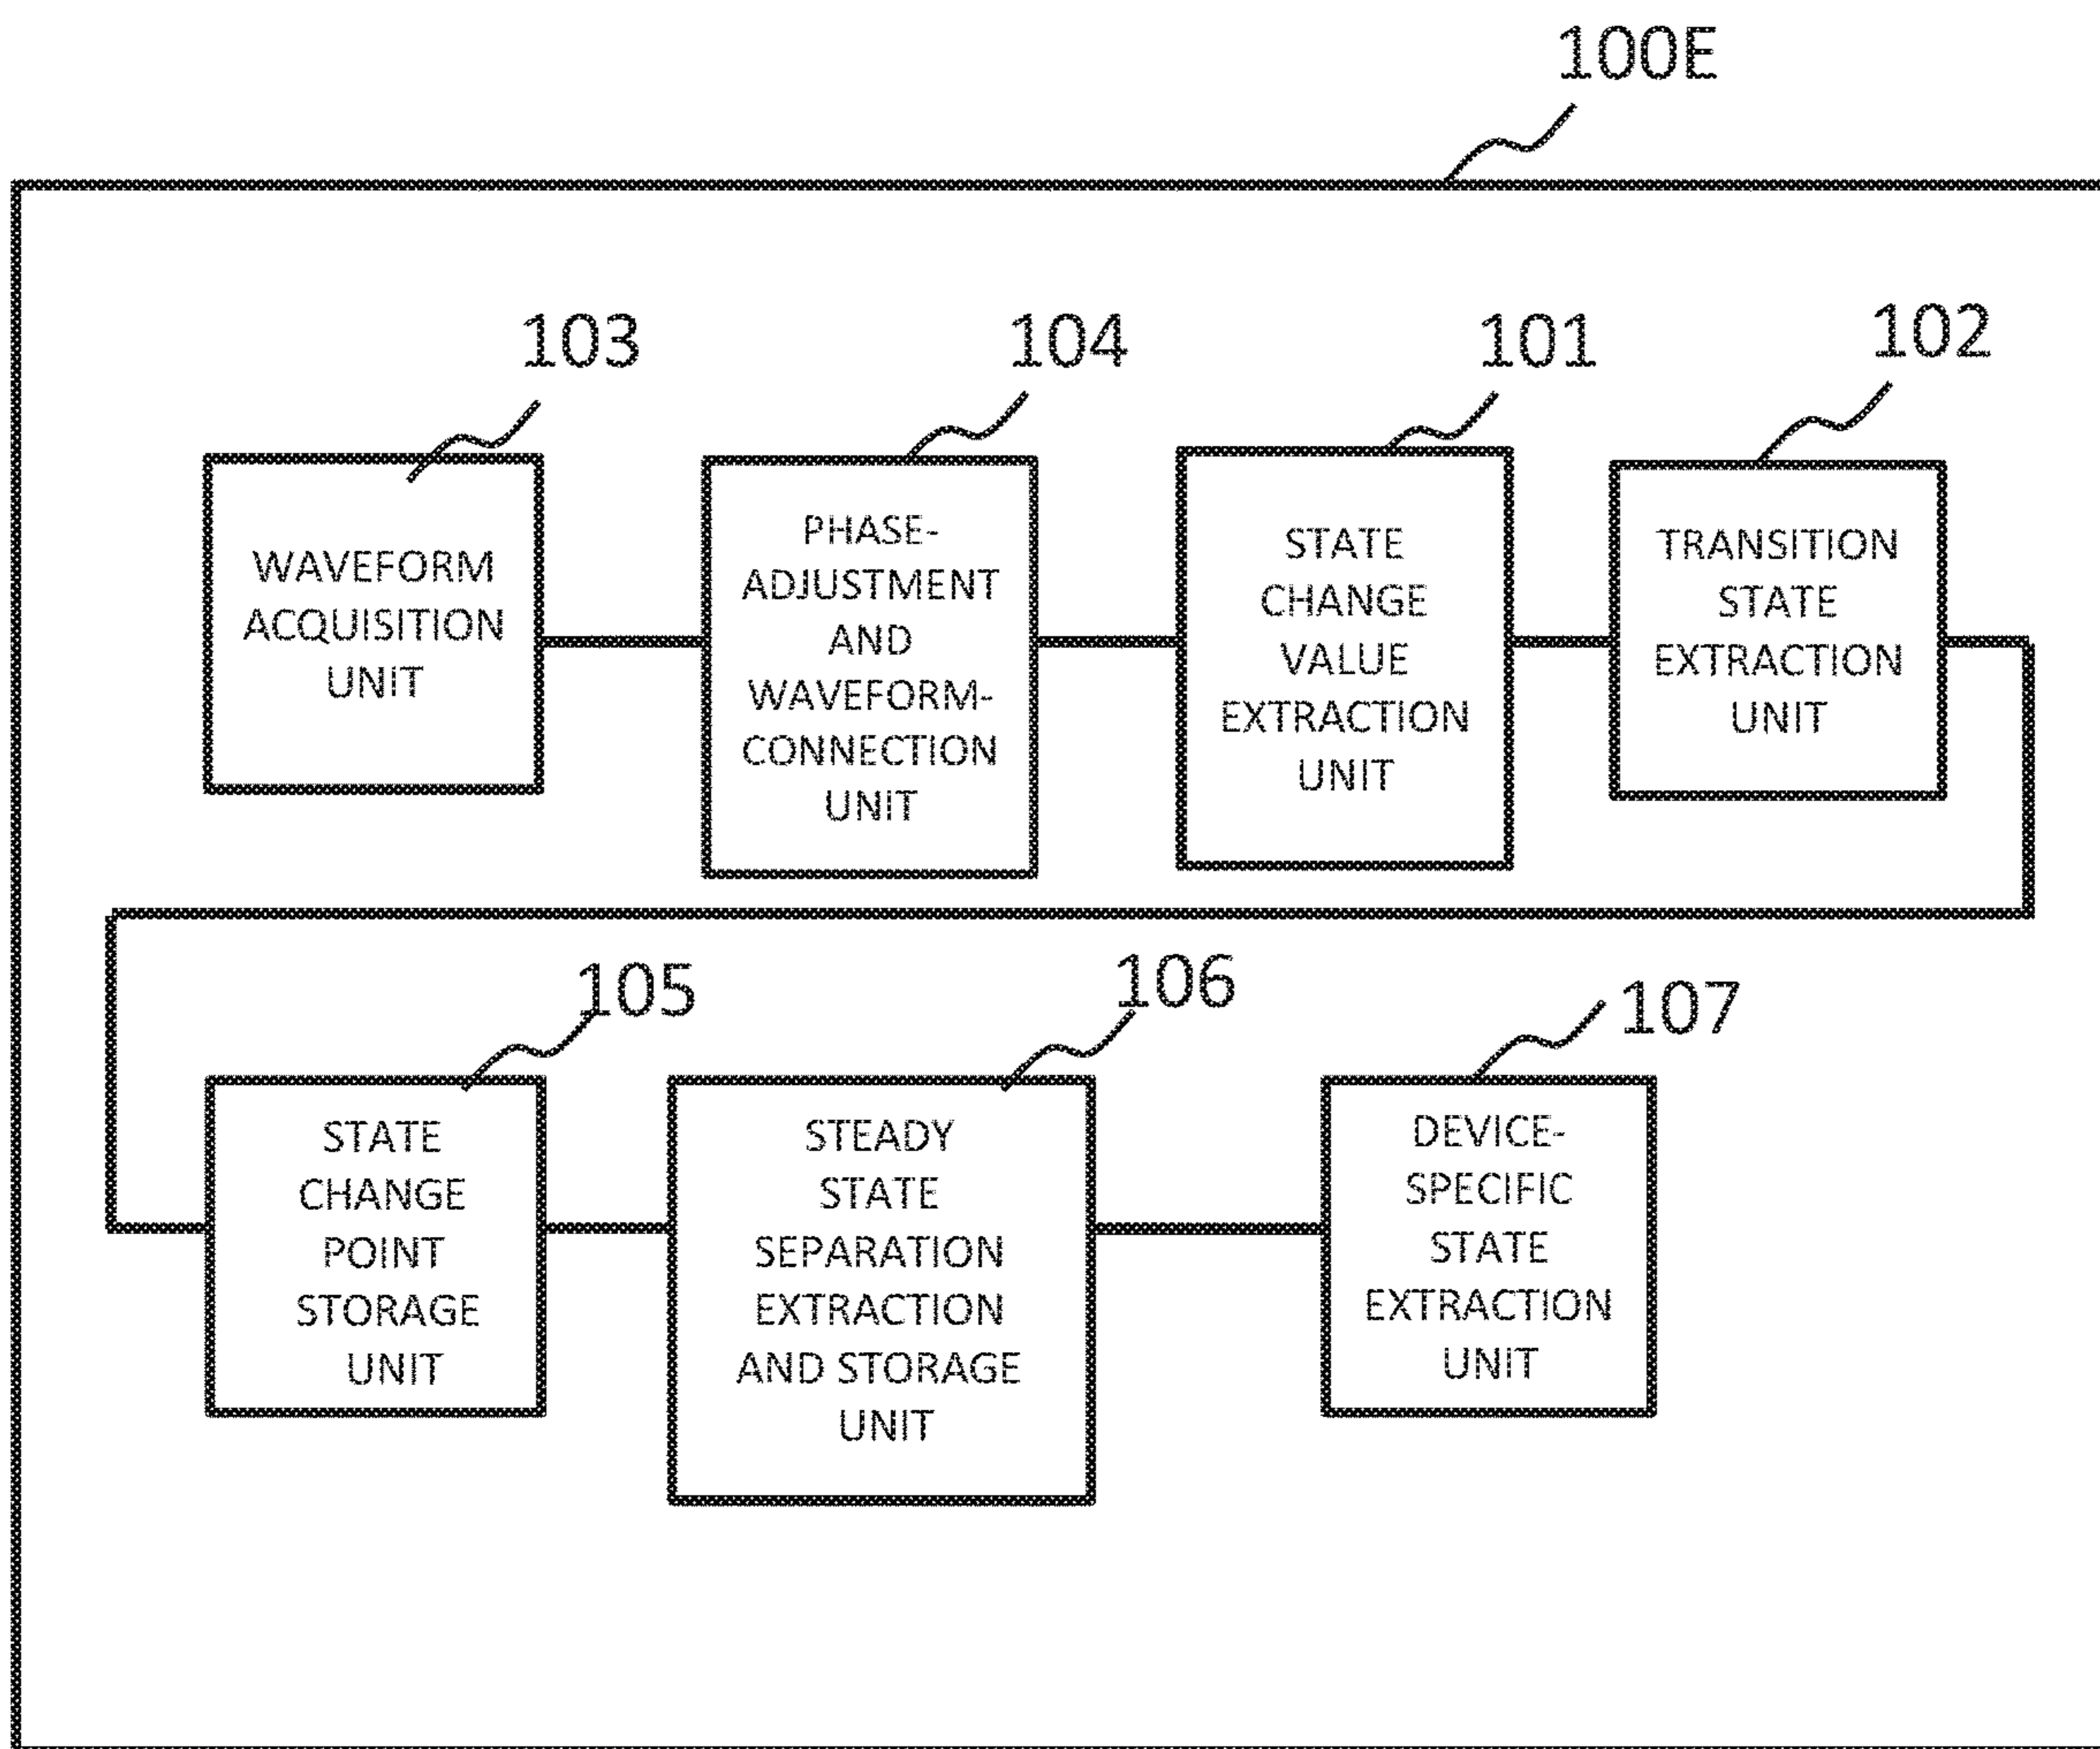 100E
103
104
101
102
WAVEFORM
ACQUISITION
UNIT
PHASE-
ADJUSTMENT
AND
WAVEFORM-
CONNECTION
UNIT
STATE
CHANGE
VALUE
EXTRACTION
UNIT
TRANSITION
STATE
EXTRACTION
UNIT
105
106
107
STATE
CHANGE
POINT
STORAGE
UNIT
STEADY
STATE
SEPARATION
EXTRACTION
AND STORAGE
UNIT
DEVICE-
SPECIFIC
STATE
EXTRACTION
UNIT